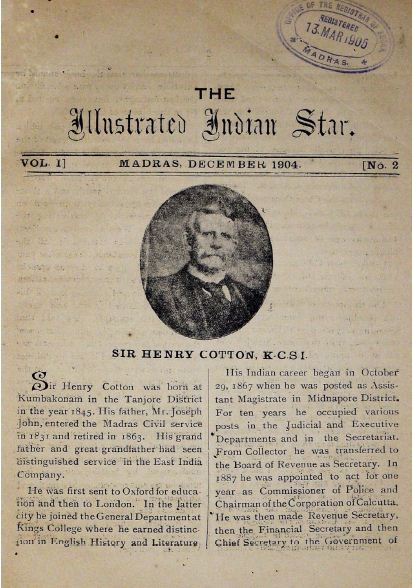 OFFICE OF THE REGISTRAR OF BOOKS
REGISTERED
13. MAR 1905
MADRAS.
THE
Illustrated Indian Star.
VOL. I]
MADRAS, DECEMBER 1904.
[No. 2
SIR HENRY COTTON, K-C-S I.
Sir Henry Cotton was born at
Kumbakonam in the Tanjore District
in the year 1845. His father, Mr. Joseph
John, entered the Madras Civil service
in 1831 and retired in 1863. His grand
father and great grandfather had seen
distinguished service in the East India
Company.
He was first sent to Oxford for educa-
tion and then to London. In the latter
city he joined the General Department at
Kings College where he earned distinc-
tion in English History and Literature.
His Indian career began in October
29, 1867 when he was posted as Assis-
tant Magistrate in Midnapore District.
For ten years he occupied various
posts in the Judicial and Executive
Departments and in the Secretariat.
From Collector he was transferred to
the Board of Revenue as Secretary. In
1887 he was appointed to act for one
year as Commissioner of Police and
Chairman of the Corporation of Calcutta.
He was then made Revenue Secretary,
then the Financial Secretary and then
Chief Secretary to the Government of